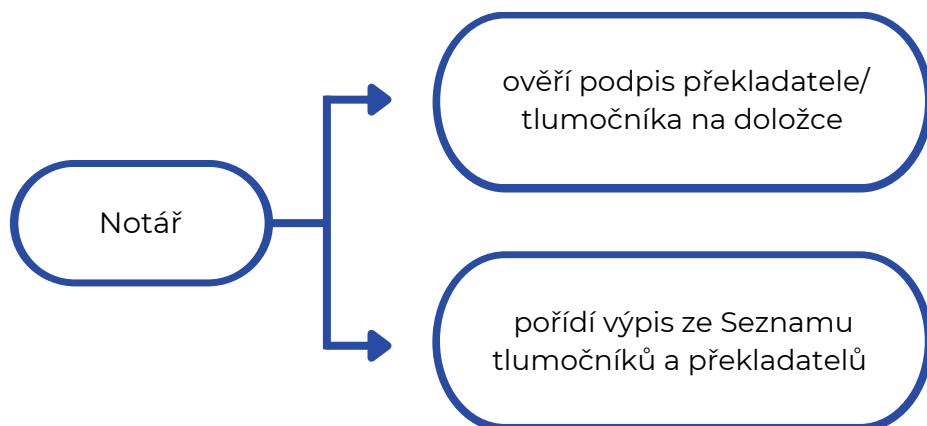 Notář
ověří podpis překladatele/
tlumočníka na doložce
pořídí výpis ze Seznamu
tlumočníků a překladatelů